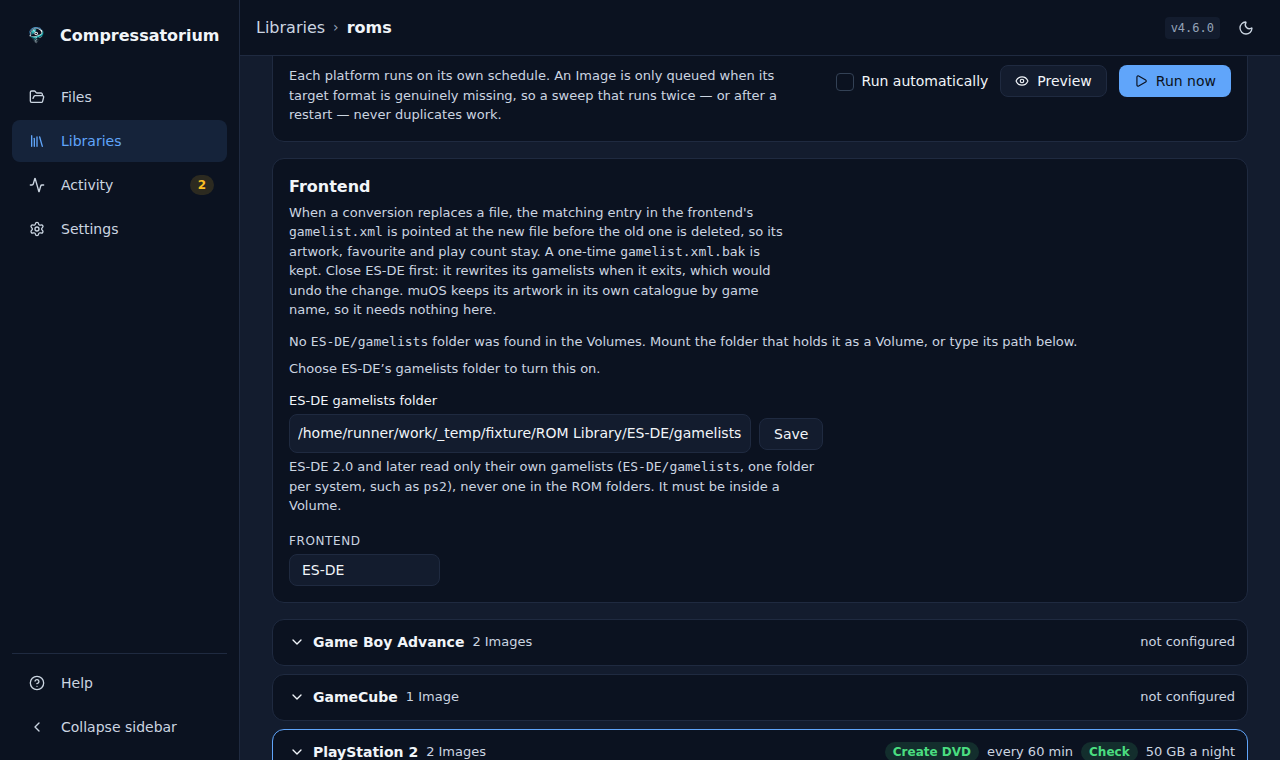 Compressatorium
Files
Libraries
Activity
2
Settings
Help
Collapse sidebar
Libraries › roms
v4.6.0
Each platform runs on its own schedule. An Image is only queued when its
target format is genuinely missing, so a sweep that runs twice — or after a
restart — never duplicates work.
Run automatically
Preview
Run now
Frontend
When a conversion replaces a file, the matching entry in the frontend's
gamelist.xml is pointed at the new file before the old one is deleted, so its
artwork, favourite and play count stay. A one-time gamelist.xml.bak is
kept. Close ES-DE first: it rewrites its gamelists when it exits, which would
undo the change. muOS keeps its artwork in its own catalogue by game
name, so it needs nothing here.
No ES-DE/gamelists folder was found in the Volumes. Mount the folder that holds it as a Volume, or type its path below.
Choose ES-DE’s gamelists folder to turn this on.
ES-DE gamelists folder
/home/runner/work/_temp/fixture/ROM Library/ES-DE/gamelists
Save
ES-DE 2.0 and later read only their own gamelists (ES-DE/gamelists, one folder
per system, such as ps2), never one in the ROM folders. It must be inside a
Volume.
FRONTEND
ES-DE
Game Boy Advance 2 Images not configured
GameCube 1 Image not configured
PlayStation 2 2 Images Create DVD every 60 min Check 50 GB a night